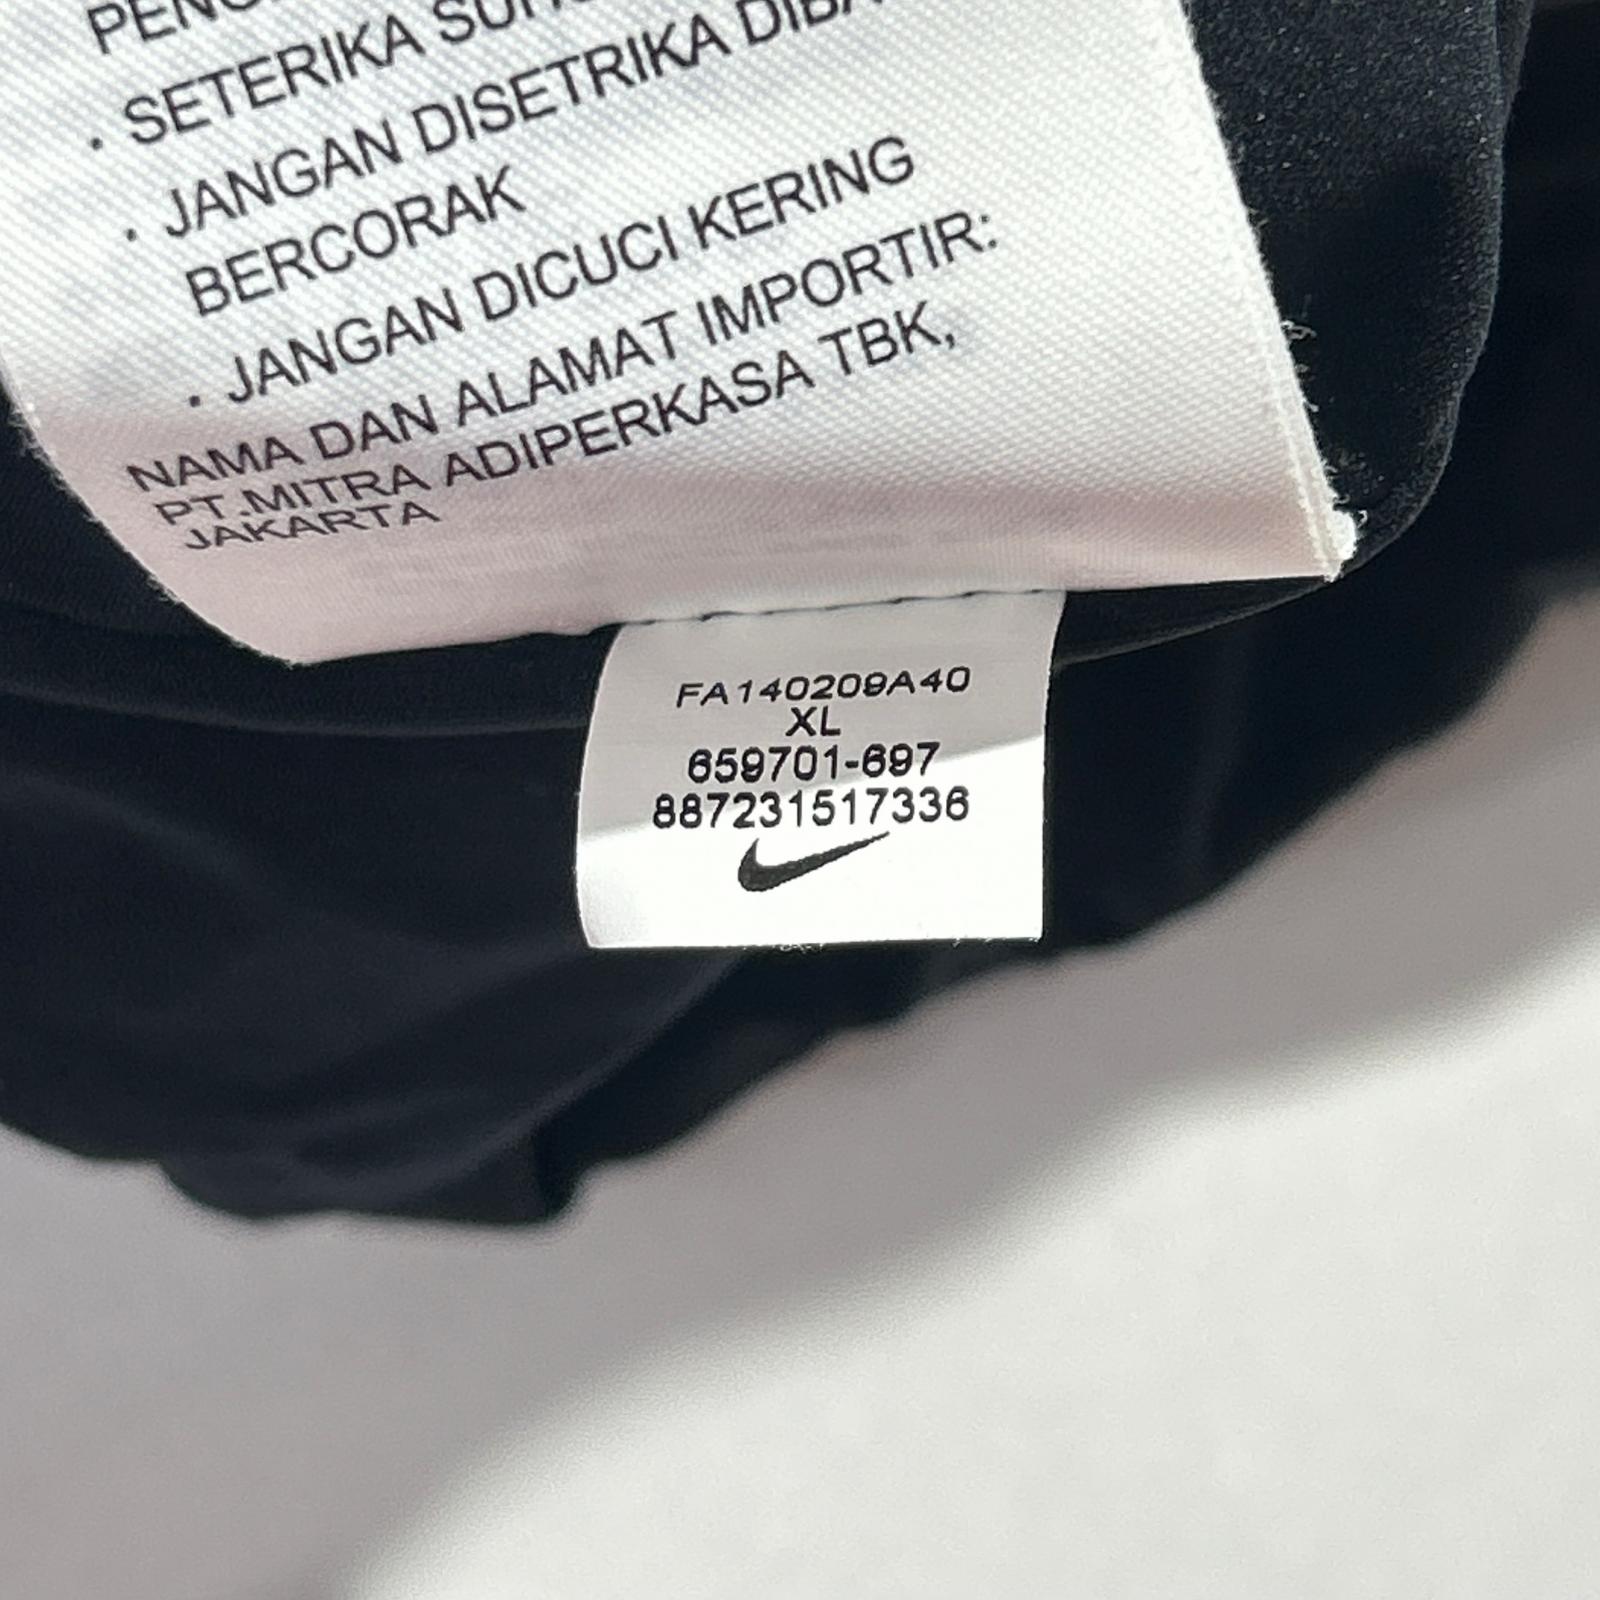 · SETERIKA
· JANGAN DISETRIKA
BERCORAK
· JANGAN DICUCI KERING
NAMA DAN ALAMAT IMPORTIR:
PT.MITRA ADIPERKASA TBK,
JAKARTA
FA140209A40
XL
659701-697
887231517336